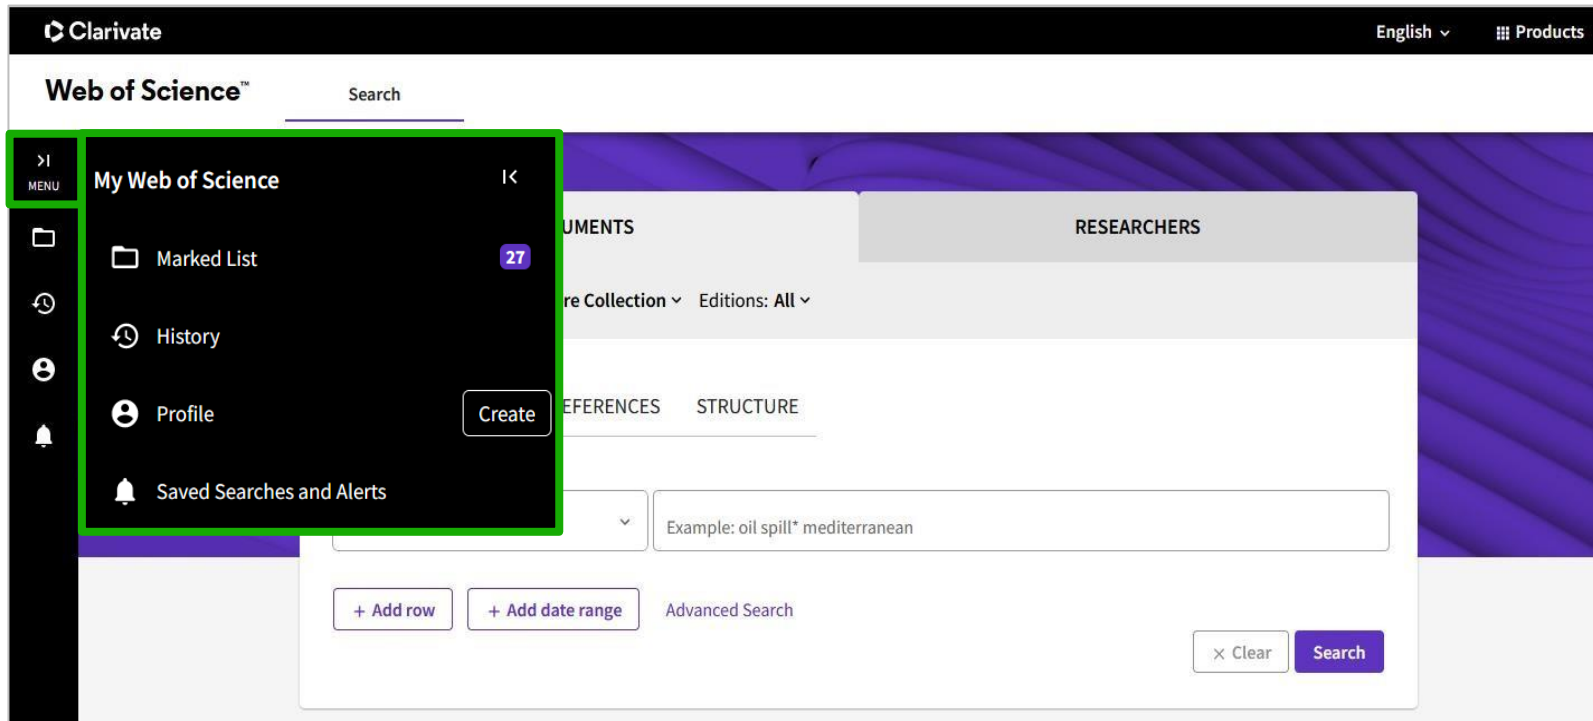 Clarivate
English
Products
Web of Science™
Search
MENU
My Web of Science
Marked List 27
History
Profile Create
Saved Searches and Alerts
UMENTS
RESEARCHERS
re Collection Editions: All
EFERENCES STRUCTURE
Example: oil spill* mediterranean
+ Add row + Add date range Advanced Search
× Clear Search